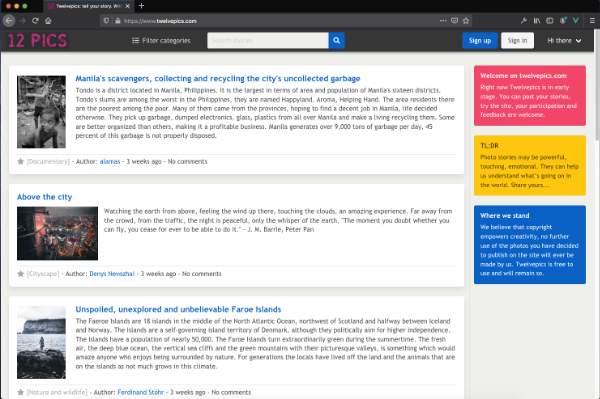 Twelvepics: tell your story. With
https://www.twelvepics.com
12 PICS
Filter categories
Search stories
Sign up
Sign in
Hi there
Manila's scavengers, collecting and recycling the city's uncollected garbage
Tondo is a district located in Manila, Philippines. It is the largest in terms of area and population of Manila's sixteen districts.
Tondo's slums are among the worst in the Philippines, they are named Happyland, Aroma, Helping Hand. The area residents there
are the poorest among the poor. Many of them came from the provinces, hoping to find a decent job in Manila, life decided
otherwise. They pick up garbage, dumped electronics, glass, plastics from all over Manila and make a living recycling them. Some
are better organized than others, making it a profitable business. Manila generates over 9,000 tons of garbage per day, 45
percent of this garbage is not properly disposed.
[Documentary] - Author: alamas - 3 weeks ago - No comments
Above the city
Watching the earth from above, feeling the wind up there, touching the clouds, an amazing experience. Far away from
the crowd, from the traffic, the night is peaceful, only the whisper of the earth. "The moment you doubt whether you
can fly, you cease for ever to be able to do it." - J. M. Barrie, Peter Pan
[Cityscape] - Author: Denys Nevozhai - 3 weeks ago - No comments
Unspoiled, unexplored and unbelievable Faroe Islands
The Faeroe Islands are 18 islands in the middle of the North Atlantic Ocean, northwest of Scotland and halfway between Iceland
and Norway. The Islands are a self-governing island territory of Denmark, although they politically aim for higher independence.
The Islands have a population of nearly 50,000. The Faroe Islands turn extraordinarily green during the summertime. The fresh
air, the deep blue ocean, the vertical sea cliffs and the green mountains with their picturesque valleys, is something which would
amaze anyone who enjoys being surrounded by nature. For generations the locals have lived off the land and the animals that are
on the islands as not much grows in this climate.
[Nature and wildlife] - Author: Ferdinand Stöhr - 3 weeks ago - No comments
Welcome on twelvepics.com
Right now Twelvepics is in early
stage. You can post your stories,
try the site, your participation and
feedback are welcome.
TL;DR
Photo stories may be powerful,
touching, emotional. They can help
us understand what's going on in
the world. Share yours...
Where we stand
We believe that copyright
empowers creativity, no further
use of the photos you have decided
to publish on the site will ever be
made by us. Twelvepics is free to
use and will remain so.